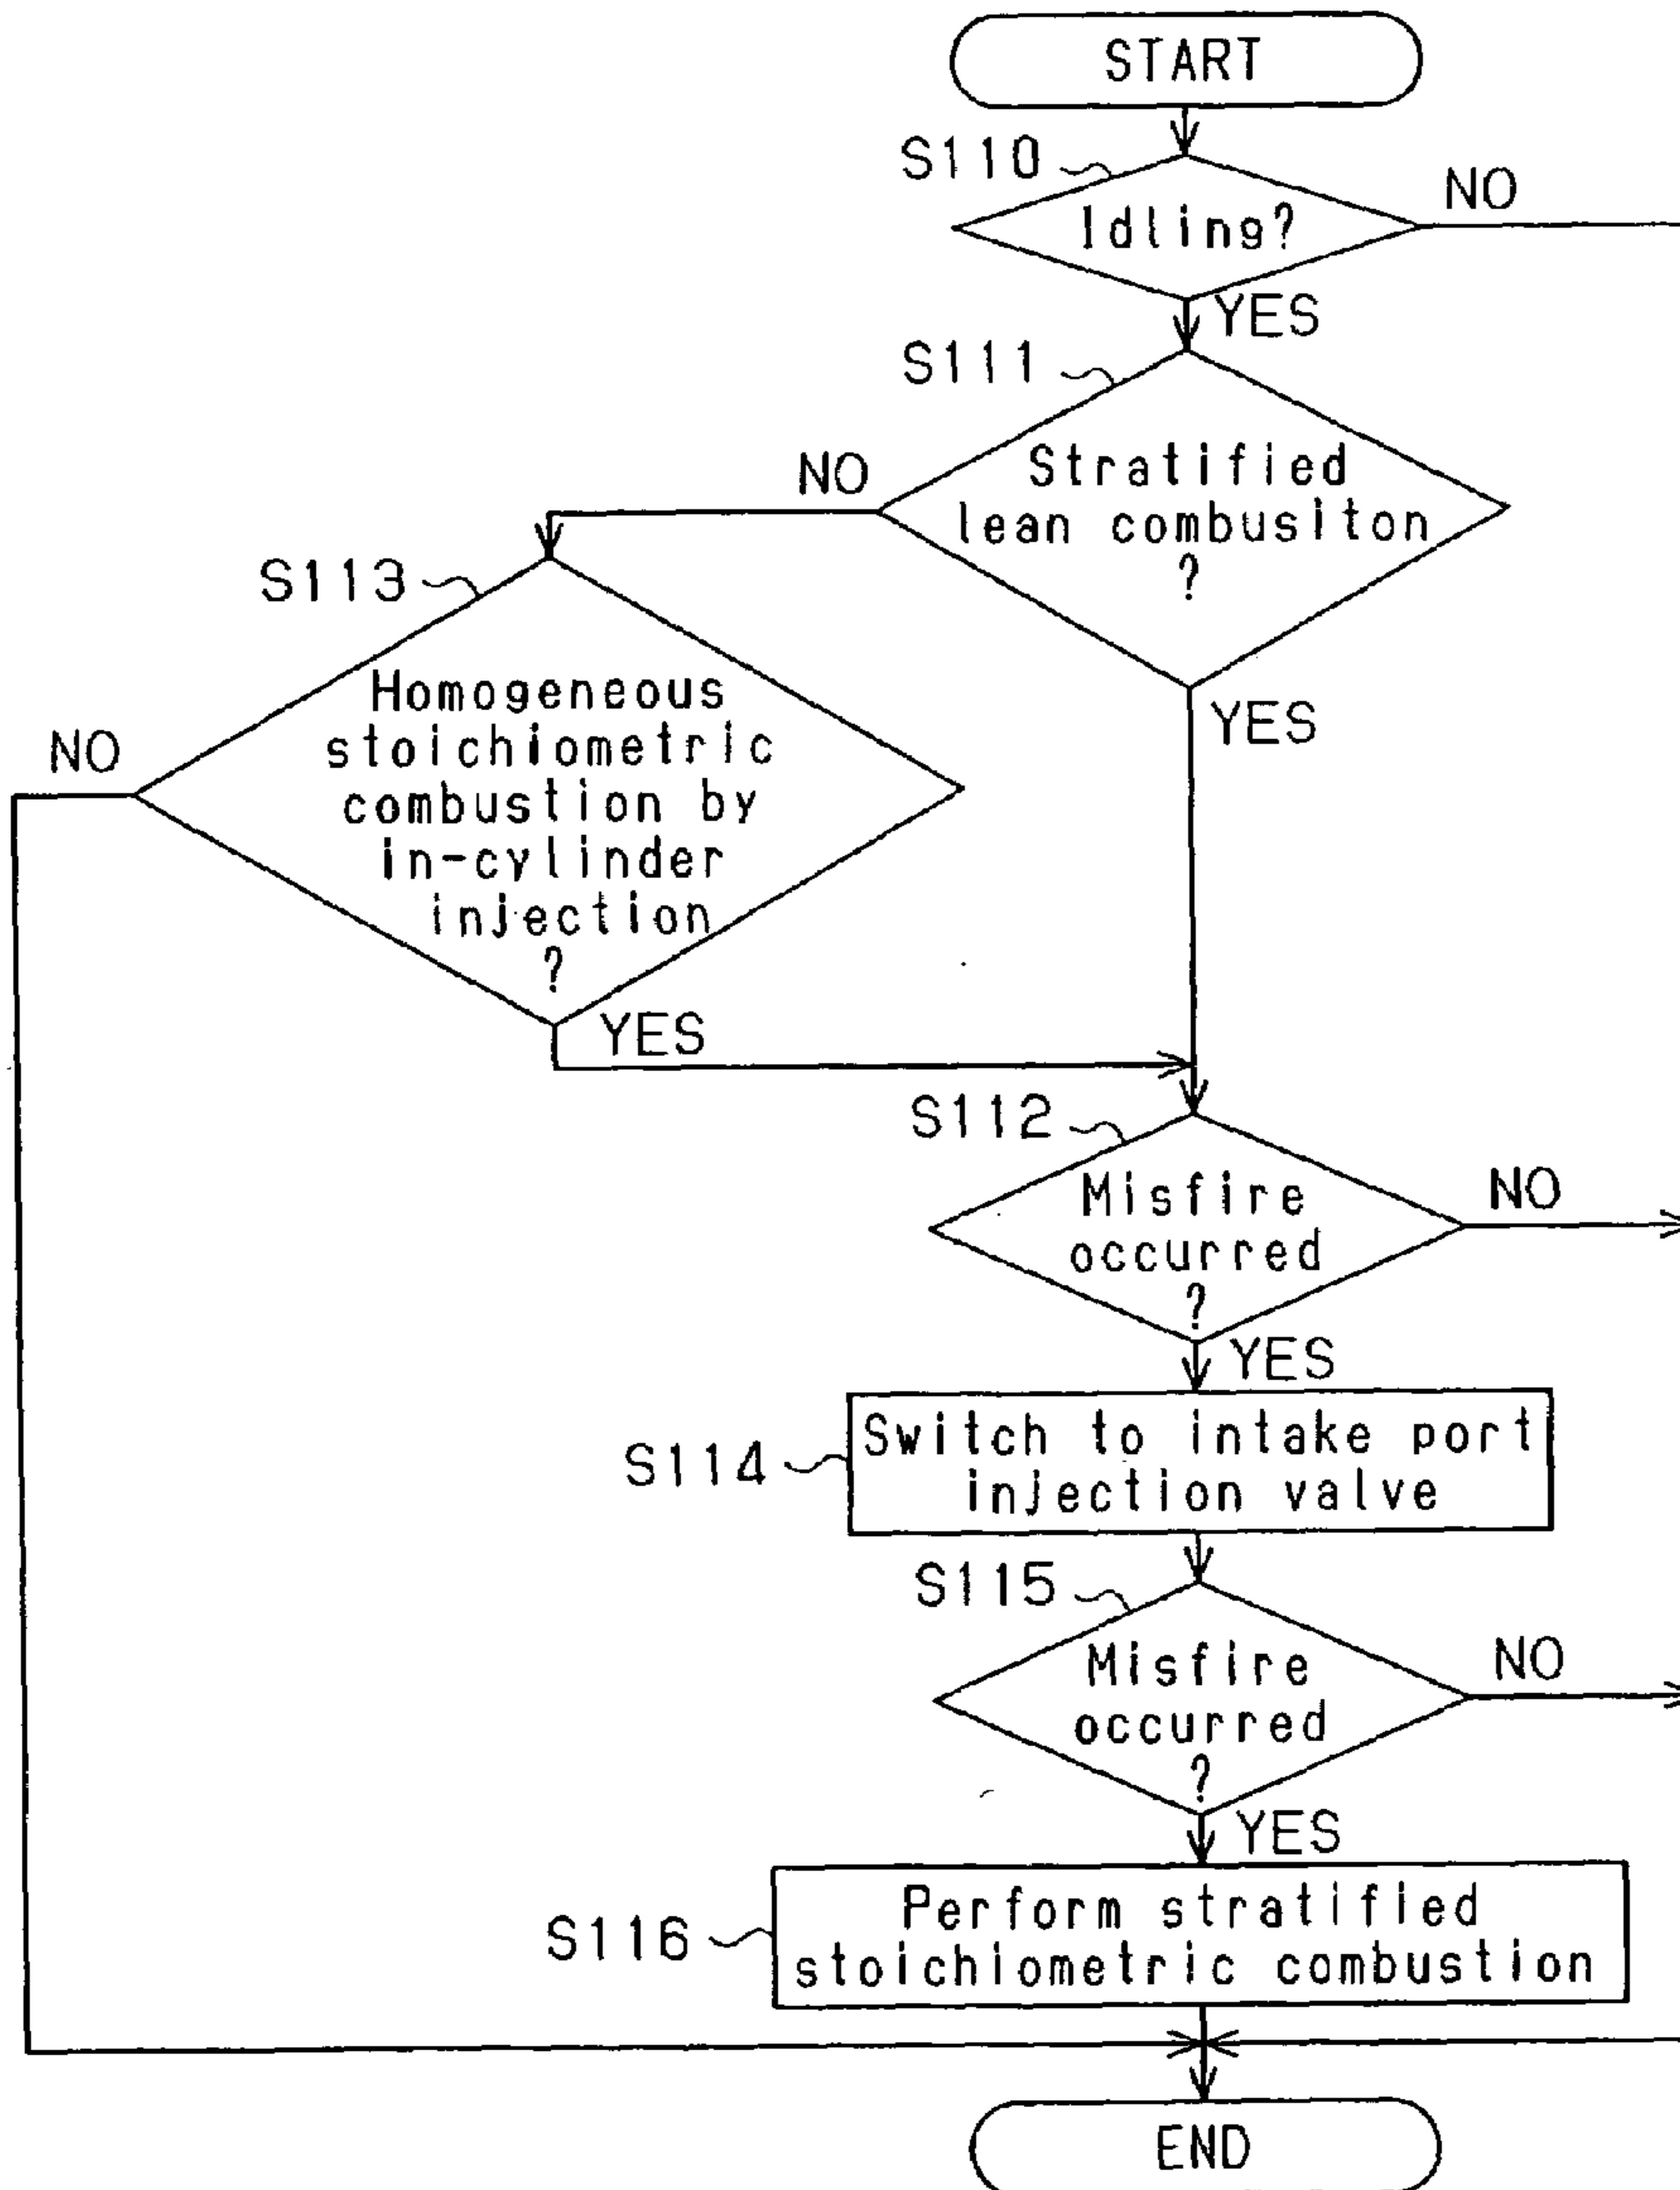 START
S110
Idling?
NO
YES
S111
Stratified
lean combusiton
?
NO
YES
S113
Homogeneous
stoichiometric
combustion by
in-cylinder
injection
?
NO
YES
S112
Misfire
occurred
?
NO
YES
S114
Switch to intake port
injection valve
S115
Misfire
occurred
?
NO
YES
S116
Perform stratified
stoichiometric combustion
END